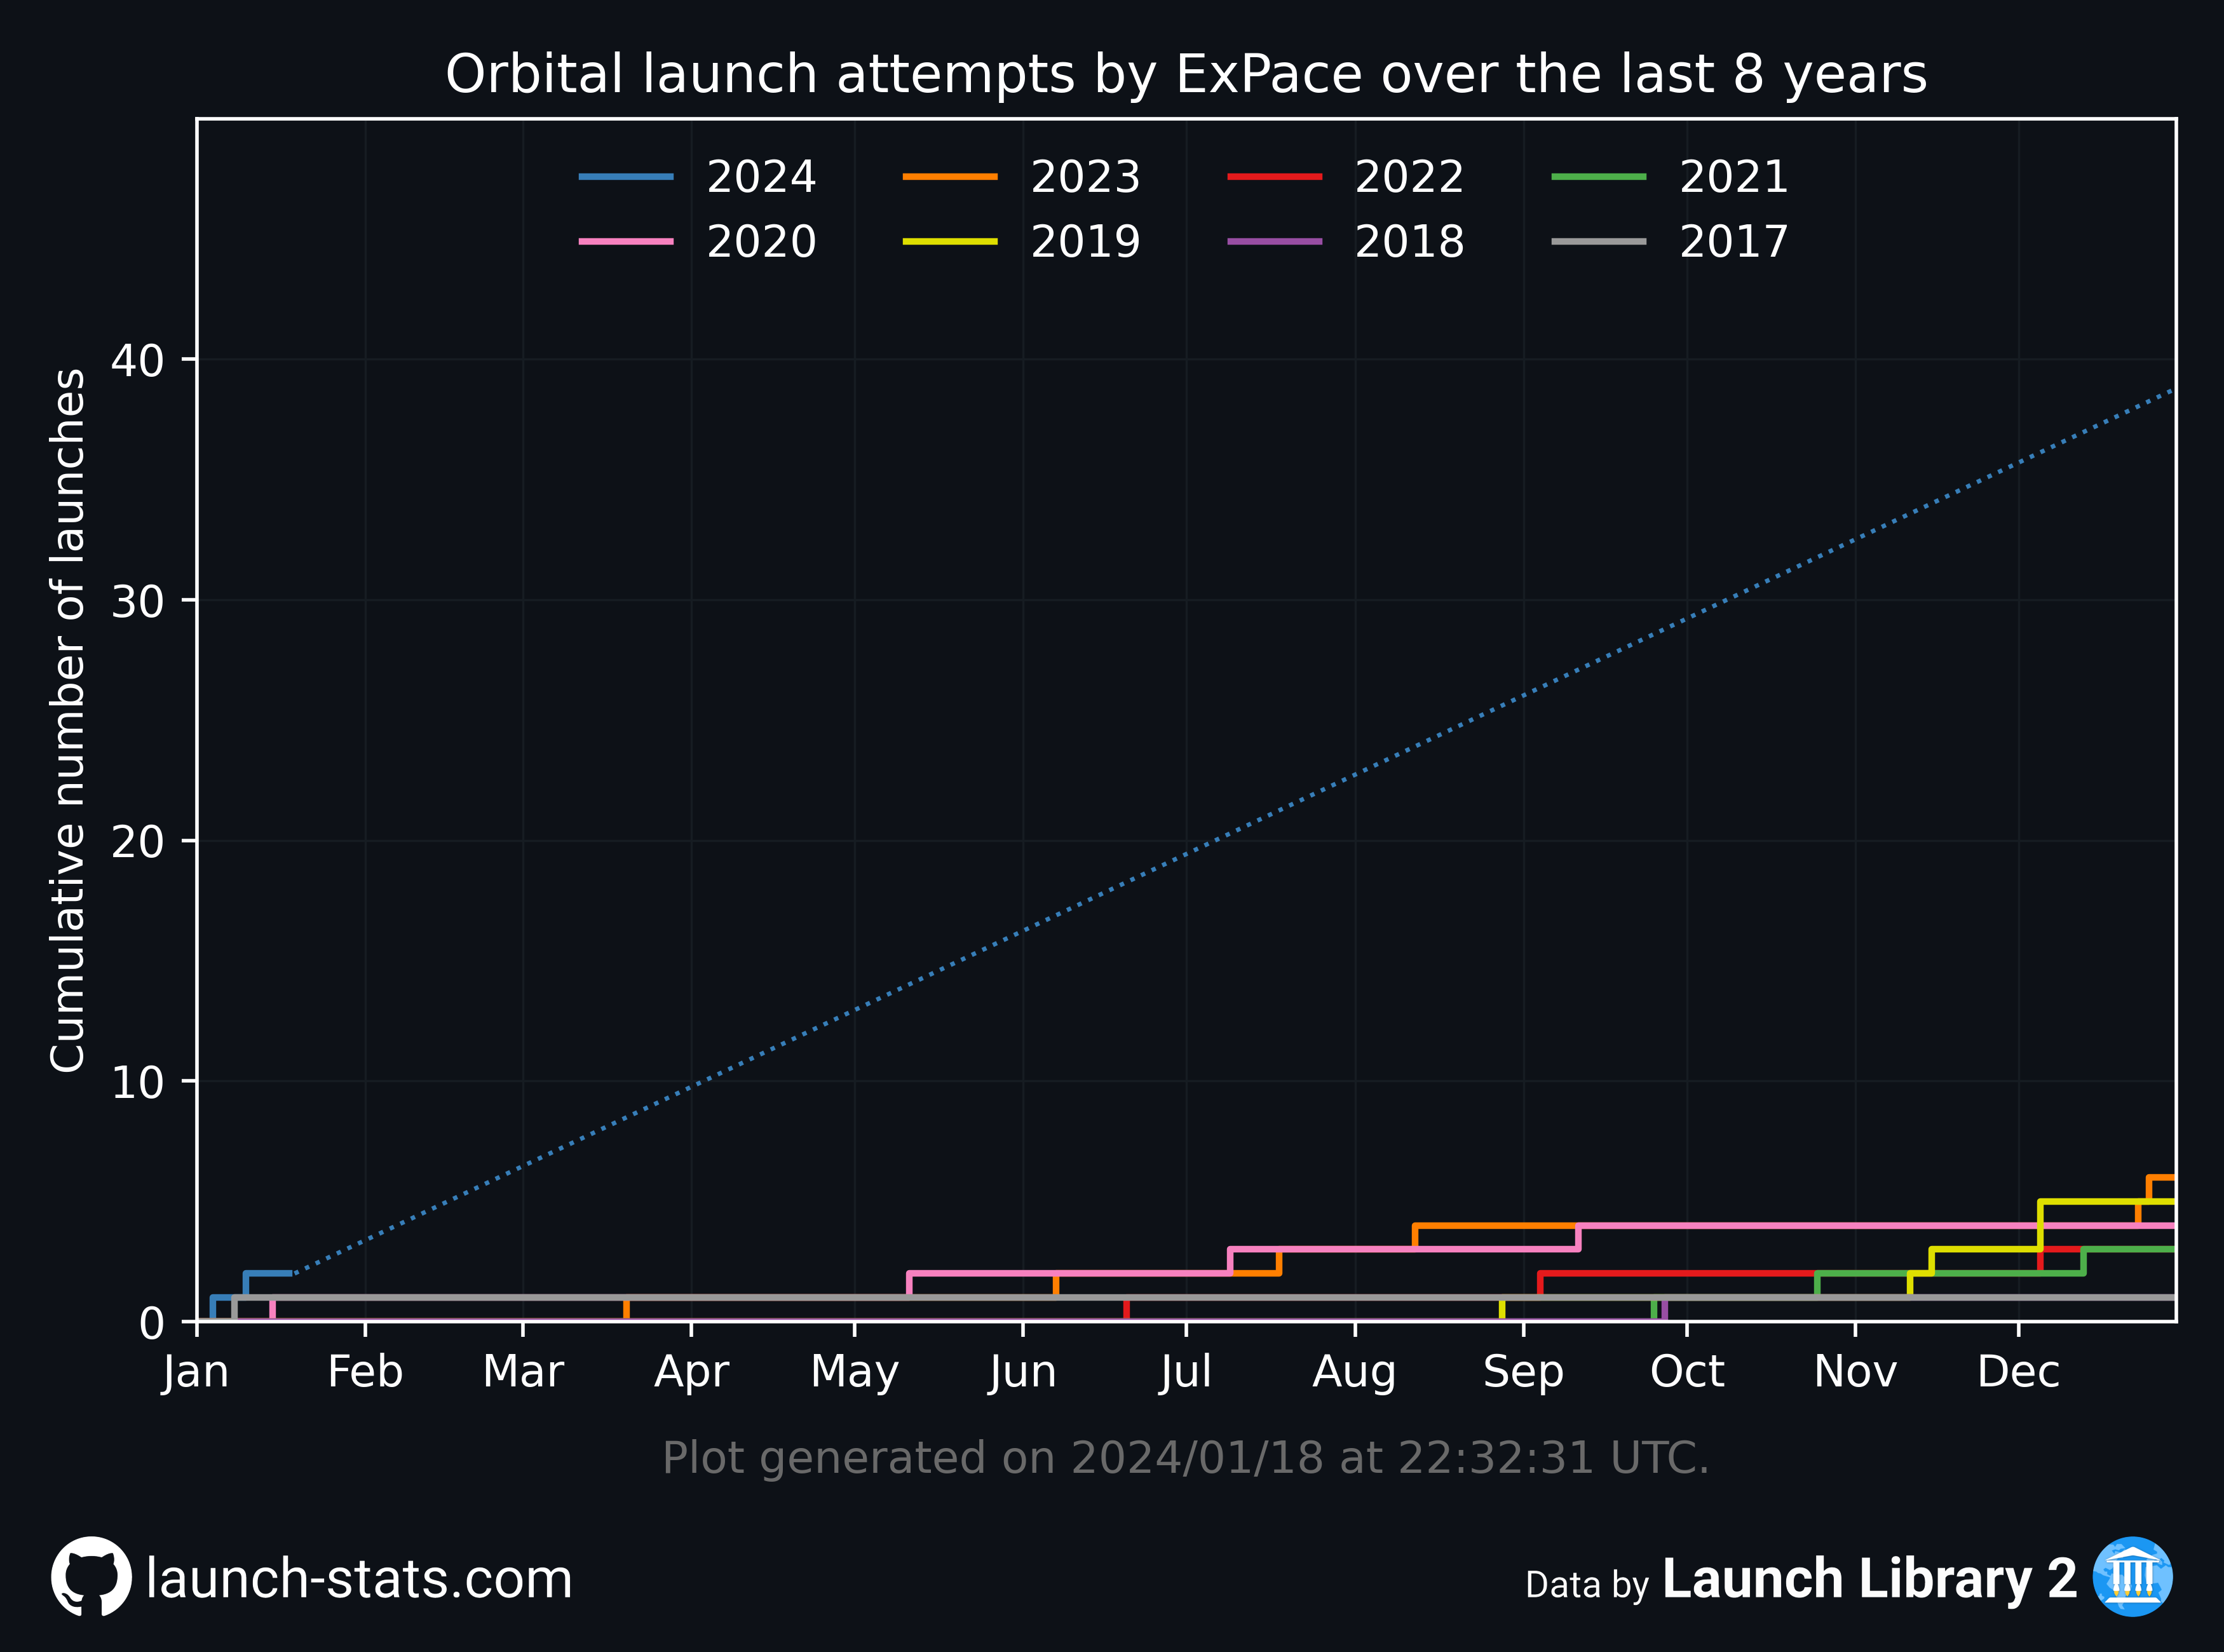 Orbital launch attempts by ExPace over the last 8 years
2024 2023 2022 2021
2020 2019 2018 2017
Cumulative number of launches
40
30
20
10
0
Jan Feb Mar Apr May Jun Jul Aug Sep Oct Nov Dec
Plot generated on 2024/01/18 at 22:32:31 UTC.
launch-stats.com
Data by Launch Library 2